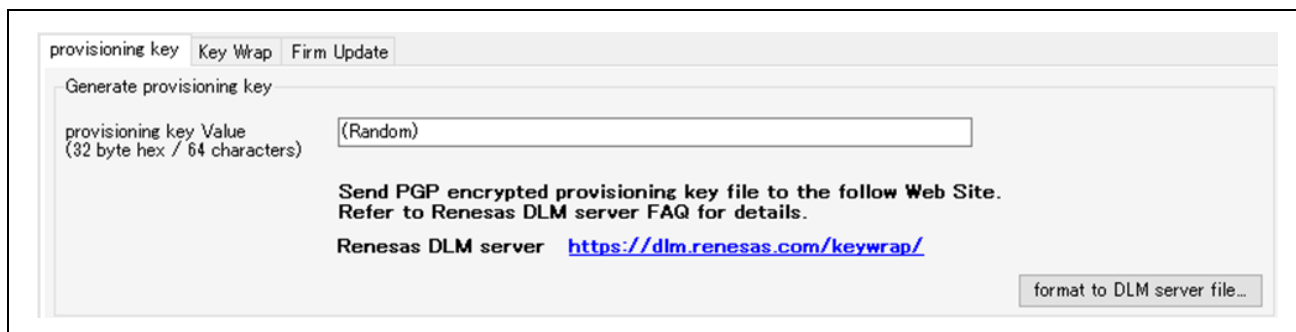 provisioning key Key Wrap Firm Update
Generate provisioning key
provisioning key Value
(32 byte hex / 64 characters)
(Random)
Send PGP encrypted provisioning key file to the follow Web Site.
Refer to Renesas DLM server FAQ for details.
Renesas DLM server https://dlm.renesas.com/keywrap/
format to DLM server file...